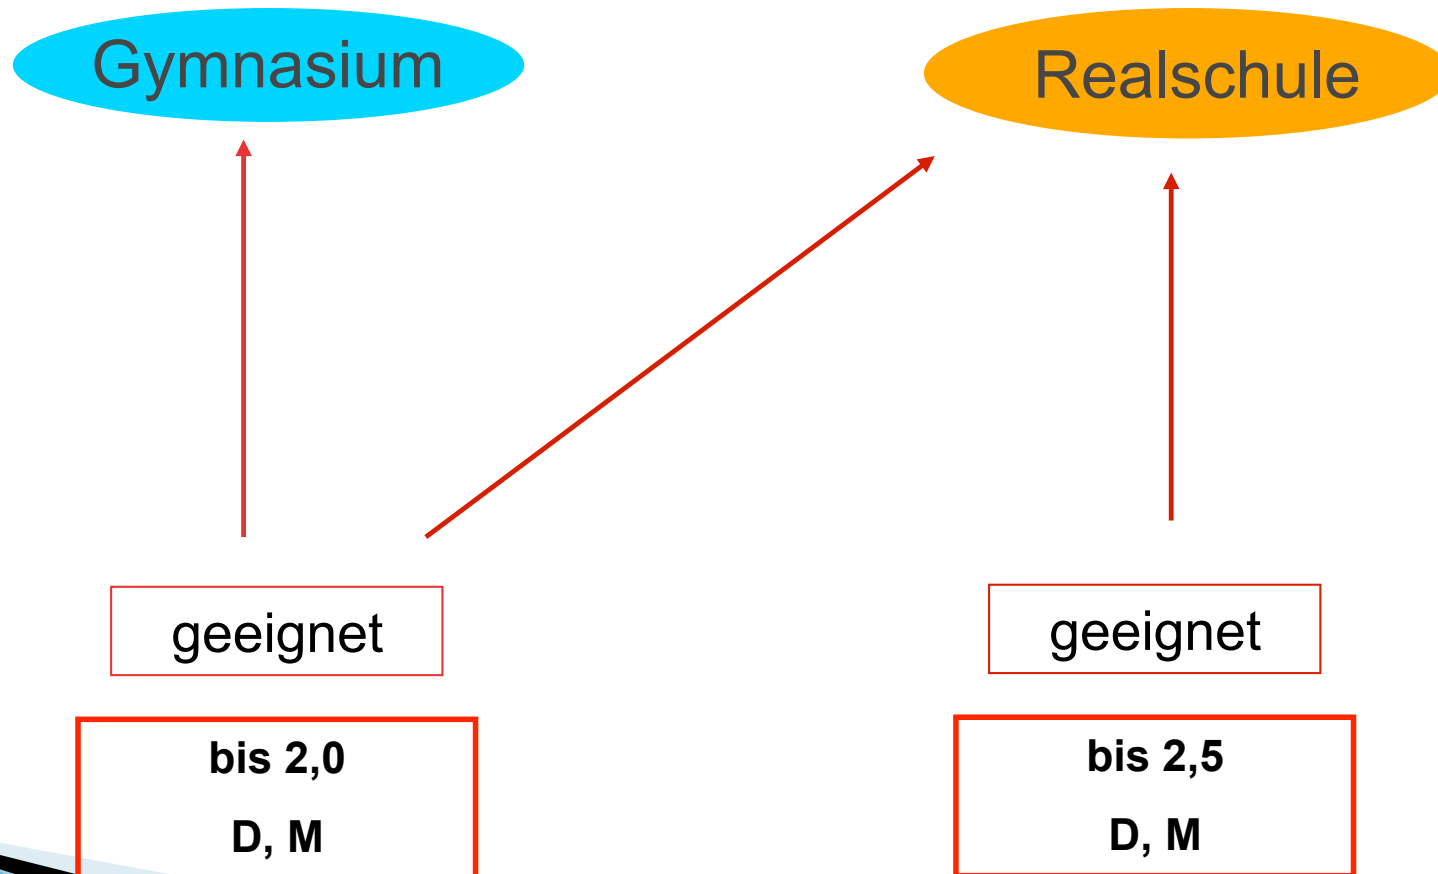 Gymnasium
Realschule
geeignet
geeignet
bis 2,0
D, M
bis 2,5
D, M